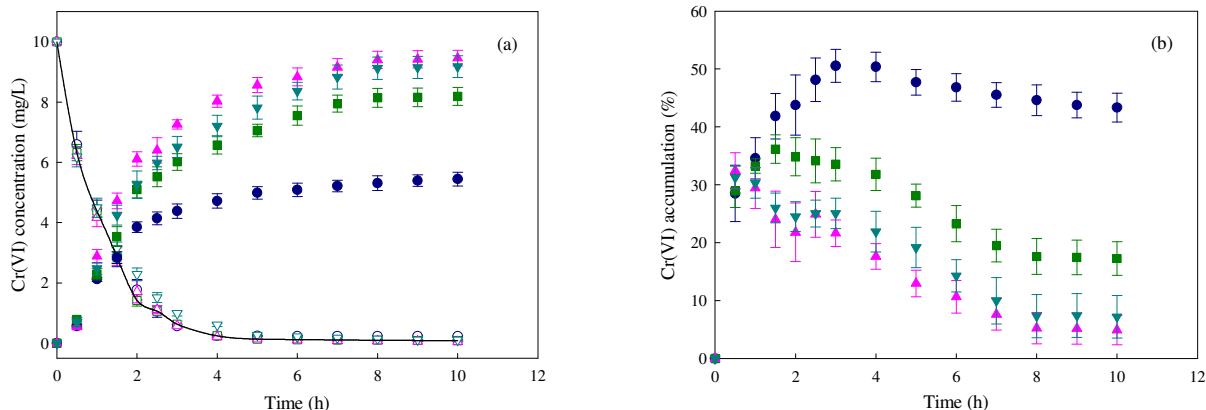 (a)
Cr(VI) concentration (mg/L)
10
8
6
4
2
0
0 2 4 6 8 10 12
Time (h)
(b)
Cr(VI) accumulation (%)
60
50
40
30
20
10
0
0 2 4 6 8 10 12
Time (h)